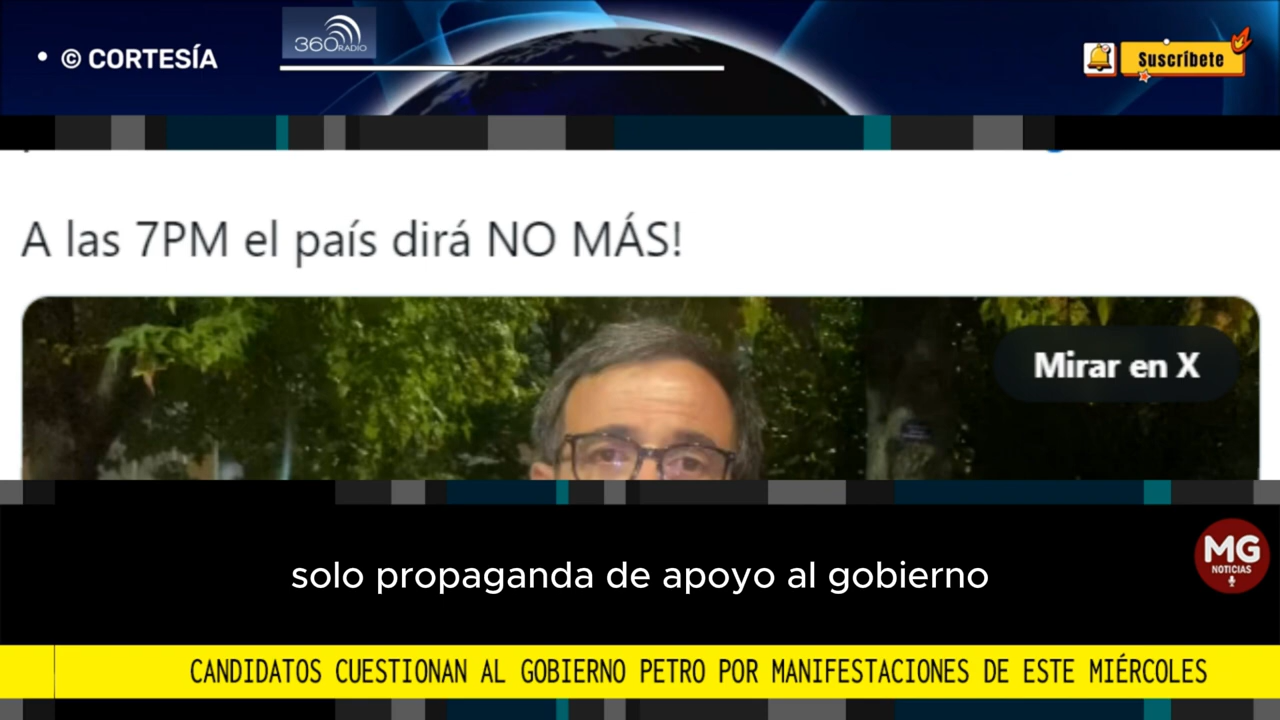 • © CORTESÍA
360RADIO
Suscríbete
A las 7PM el país dirá NO MÁS!
Mirar en X
solo propaganda de apoyo al gobierno
MG
NOTICIAS
CANDIDATOS CUESTIONAN AL GOBIERNO PETRO POR MANIFESTACIONES DE ESTE MIÉRCOLES